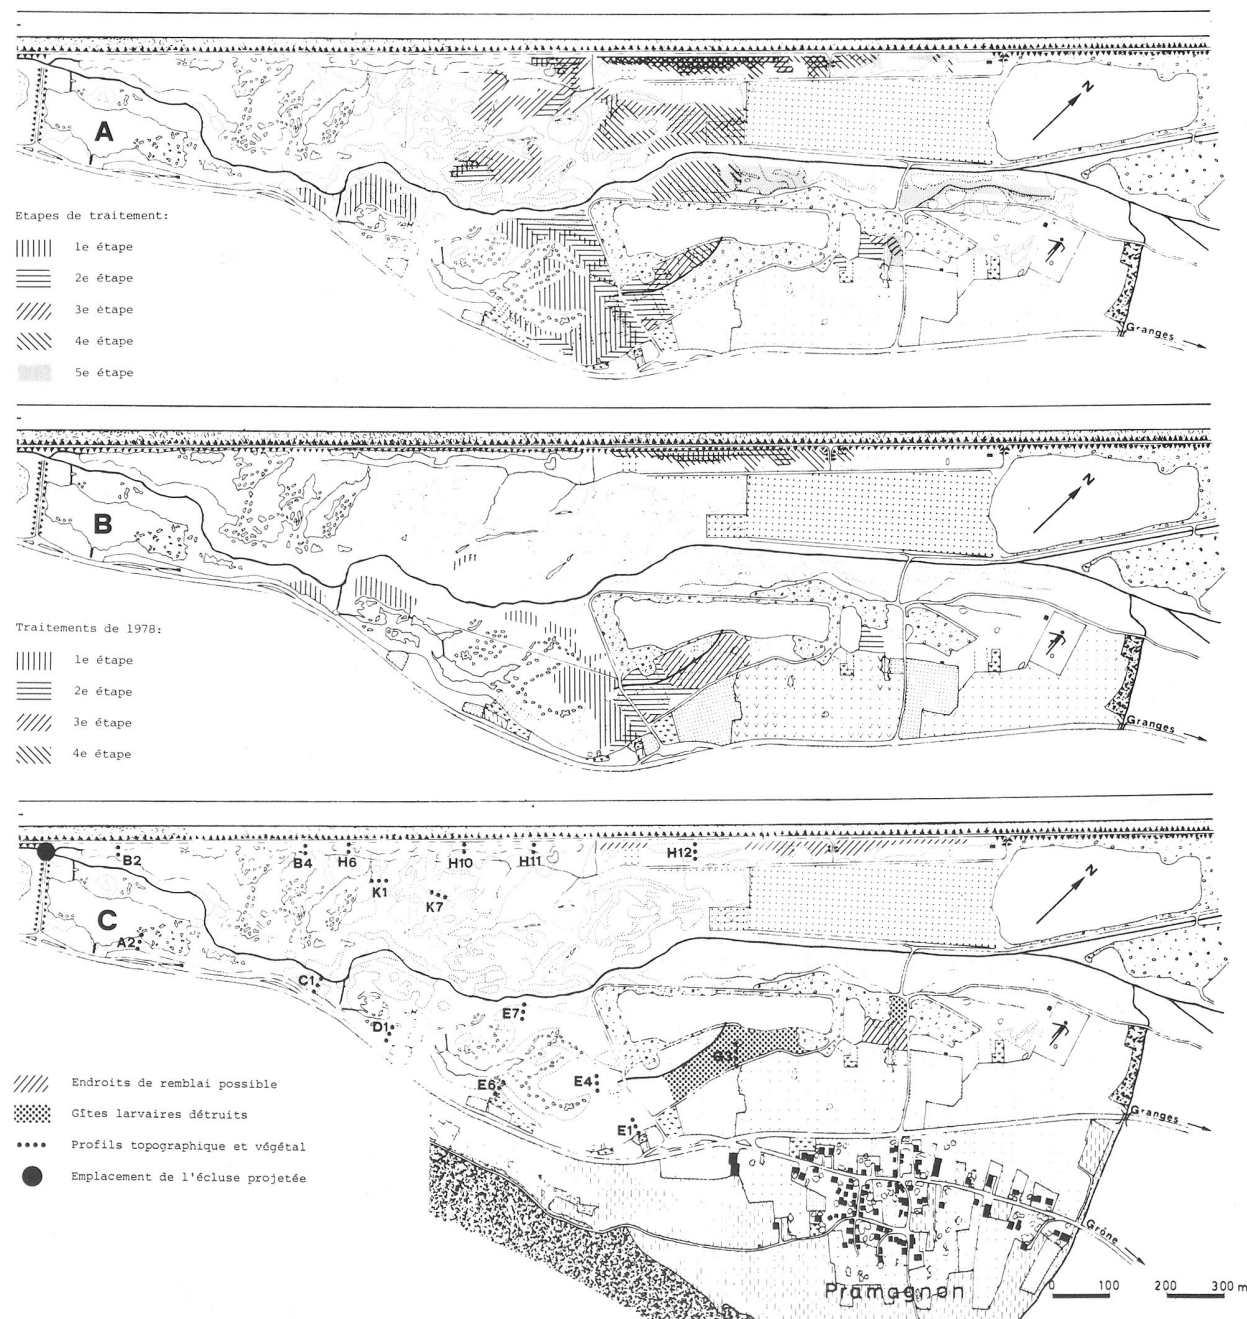 A
N
Etapes de traitement:
1e étape
2e étape
3e étape
4e étape
5e étape
Granges
B
N
Traitements de 1978:
1e étape
2e étape
3e étape
4e étape
Granges
B2
B4
H6
H10
H11
H12
K1
K7
N
C
A2
C1
D1
E7
E6
E4
G3
E1
Endroits de remblai possible
Gîtes larvaires détruits
Profils topographique et végétal
Emplacement de l'écluse projetée
Granges
Grône
Pramagnon
0 100 200 300 m